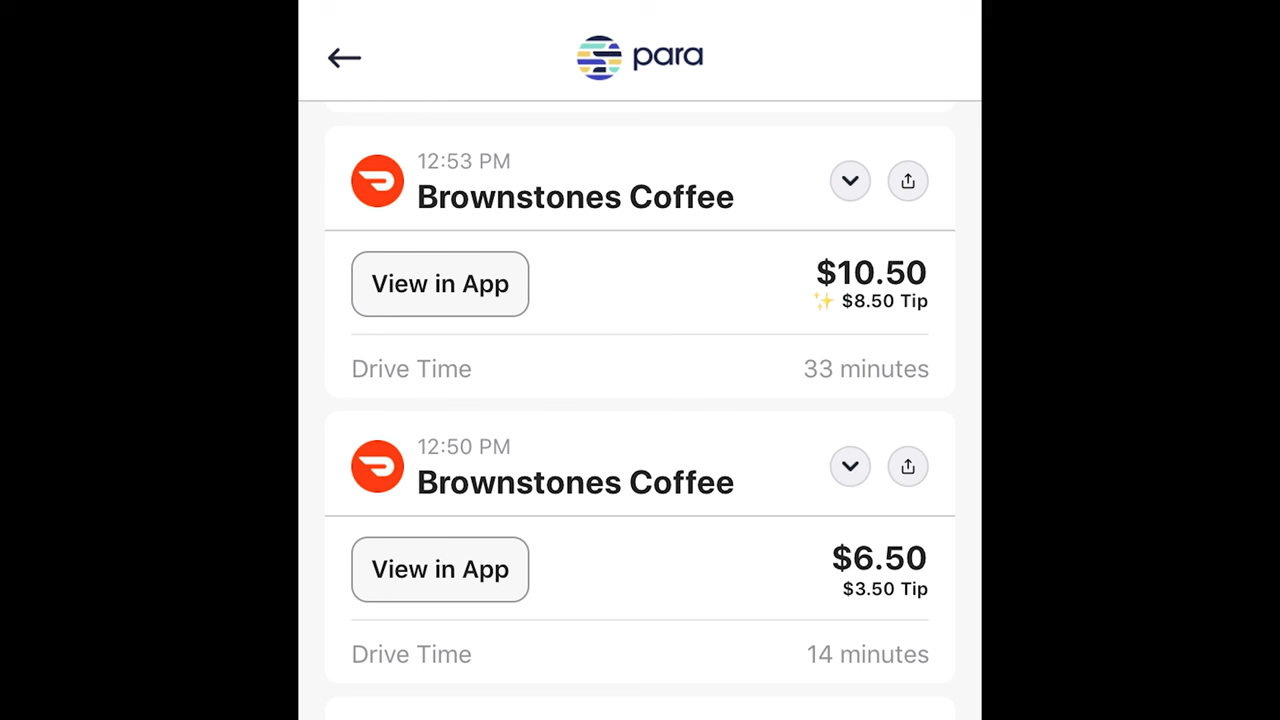 para
12:53 PM
Brownstones Coffee
View in App
$10.50
✨ $8.50 Tip
Drive Time
33 minutes
12:50 PM
Brownstones Coffee
View in App
$6.50
$3.50 Tip
Drive Time
14 minutes